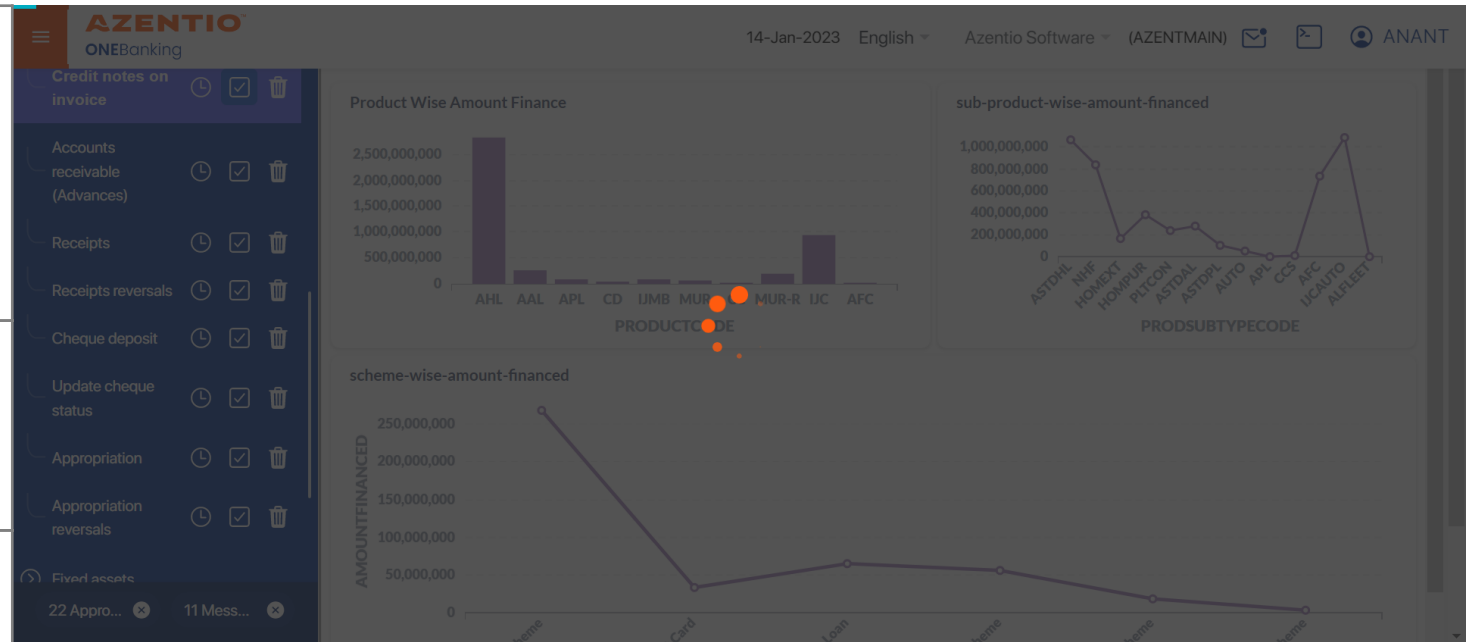 AZENTIO
ONEBanking
14-Jan-2023 English Azentio Software (AZENTMAIN) ANANT
Credit notes on
invoice
Accounts
receivable
(Advances)
Receipts
Receipts reversals
Cheque deposit
Update cheque
status
Appropriation
Appropriation
reversals
Fixed assets
22 Appro...
11 Mess...
Product Wise Amount Finance
2,500,000,000
2,000,000,000
1,500,000,000
1,000,000,000
500,000,000
0
AHL AAL APL CD IJMB MUR MUR-R IJC AFC
PRODUCTCODE
sub-product-wise-amount-financed
1,000,000,000
800,000,000
600,000,000
400,000,000
200,000,000
0
ASTDHL NHF HOMEXT HOMPUR PLTCON ASTDAL ASTDPL AUTO APL CCS AFC IJCAUTO ALFLEET
PRODSUBTYPECODE
scheme-wise-amount-financed
AMOUNTFINANCED
250,000,000
200,000,000
150,000,000
100,000,000
50,000,000
0
Card Loan